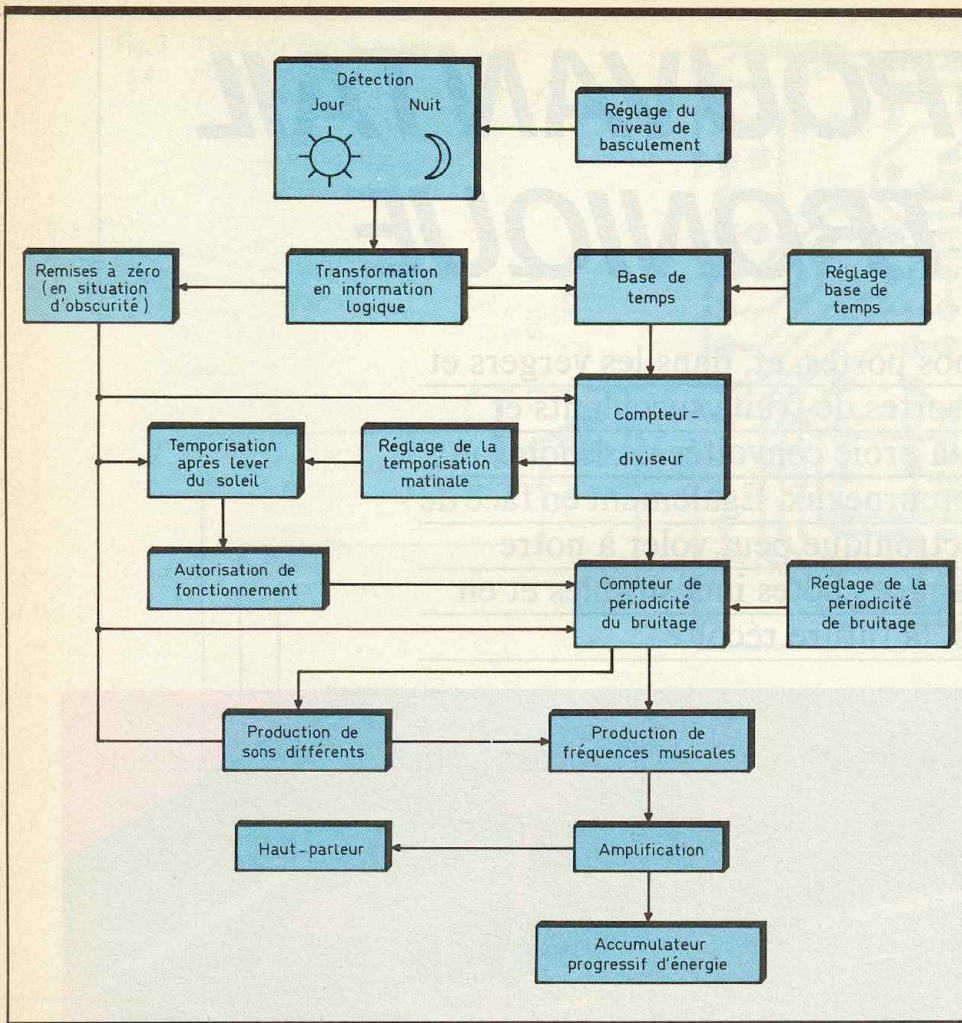 Détection
Jour Nuit
Réglage du
niveau de
basculement
Remises à zéro
(en situation
d'obscurité)
Transformation
en information
logique
Base de
temps
Réglage
base de
temps
Compteur-
diviseur
Temporisation
après lever
du soleil
Réglage de la
temporisation
matinale
Autorisation de
fonctionnement
Compteur de
périodicité
du bruitage
Réglage de la
périodicité
de bruitage
Production de
sons différents
Production de
fréquences musicales
Haut-parleur
Amplification
Accumulateur
progressif d'énergie